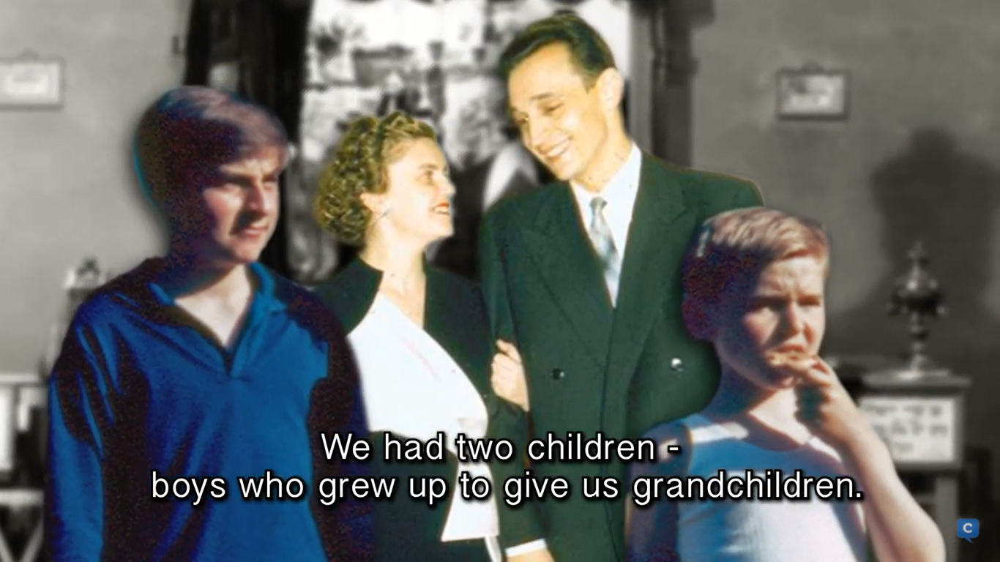 We had two children -
boys who grew up to give us grandchildren.
C